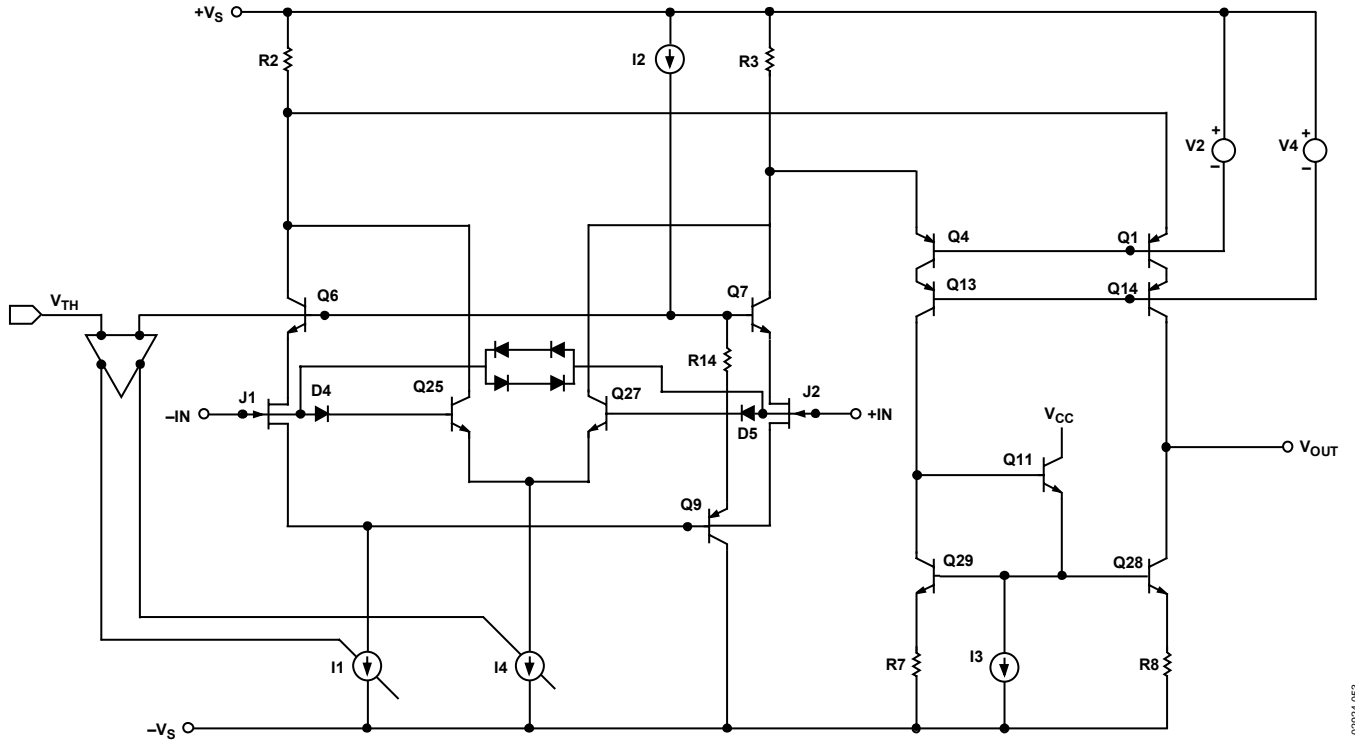 +VS
R2
I2
R3
V2
+
–
V4
+
–
Q4
Q1
Q13
Q14
VTH
Q6
Q7
R14
J1
D4
Q25
Q27
J2
–IN
D5
+IN
VCC
VOUT
Q11
Q9
Q29
Q28
I1
I4
R7
I3
R8
–VS